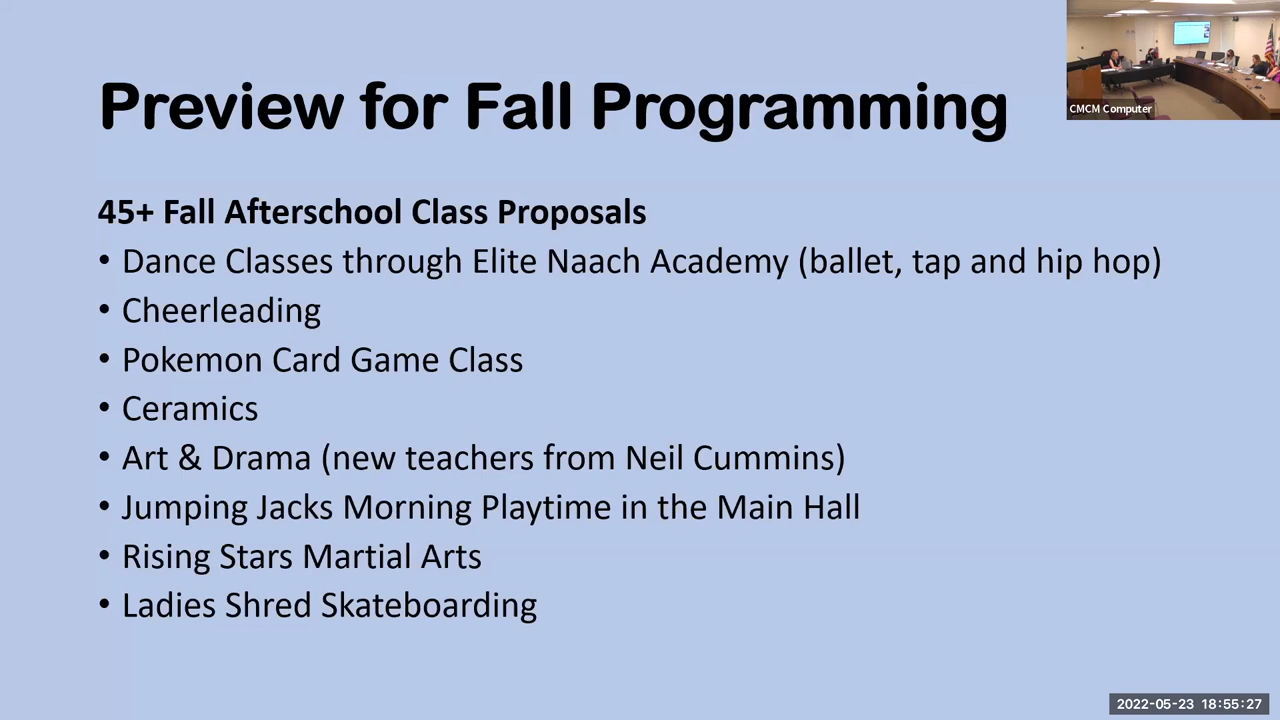 Preview for Fall Programming
CMCM Computer
45+ Fall Afterschool Class Proposals
• Dance Classes through Elite Naach Academy (ballet, tap and hip hop)
• Cheerleading
• Pokemon Card Game Class
• Ceramics
• Art & Drama (new teachers from Neil Cummins)
• Jumping Jacks Morning Playtime in the Main Hall
• Rising Stars Martial Arts
• Ladies Shred Skateboarding
2022-05-23 18:55:27